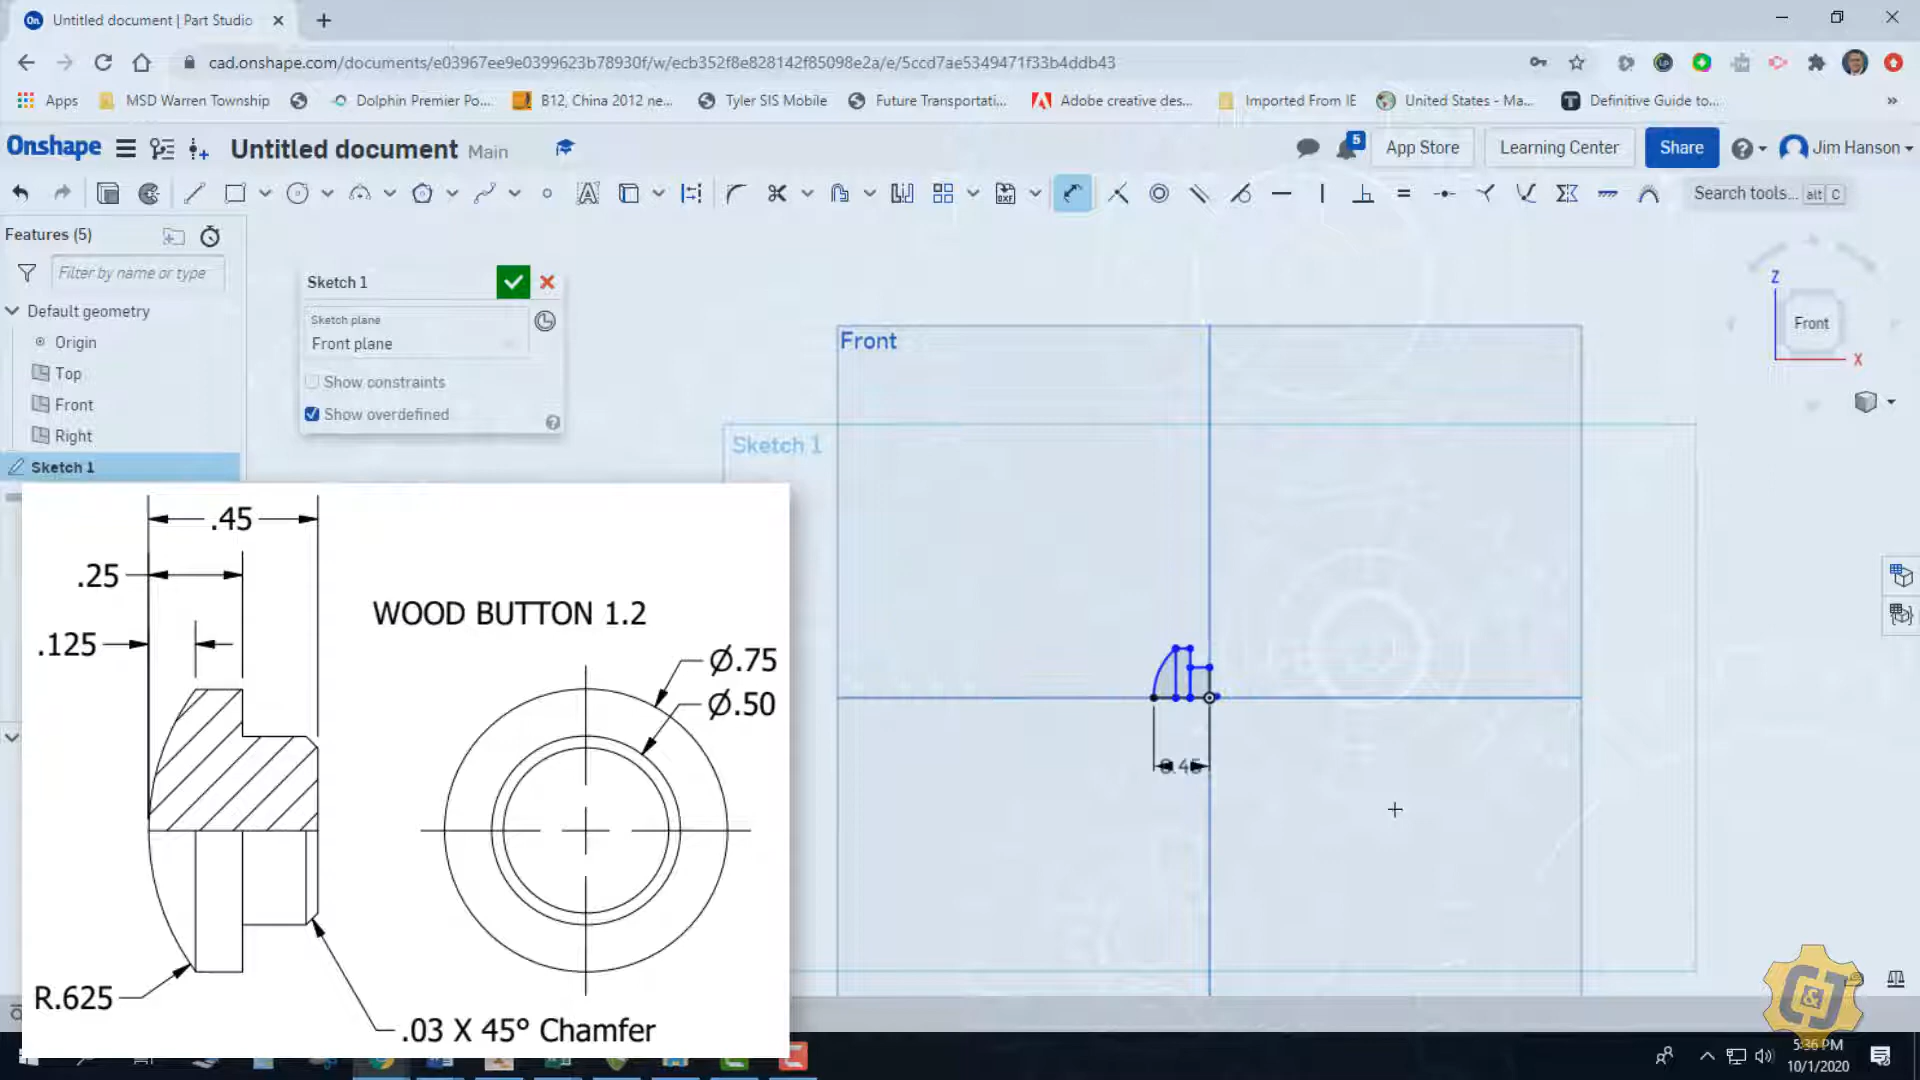 Untitled document | Part Studio
cad.onshape.com/documents/e03967ee9e0399623b78930f/w/ecb352f8e828142f85098e2a/e/5ccd7ae5349471f33b4ddb43
Apps MSD Warren Township Dolphin Premier Po... B12, China 2012 ne... Tyler SIS Mobile Future Transportati... Adobe creative des... Imported From IE United States - Ma... Definitive Guide to... »
Onshape Untitled document Main 5 App Store Learning Center Share Jim Hanson
Search tools... alt C
Features (5)
Filter by name or type
Default geometry
Origin
Top
Front
Right
Sketch 1
Sketch 1
Sketch plane
Front plane
Show constraints
Show overdefined
Front
Sketch 1
Z
Front
X
.45
.25
.125
WOOD BUTTON 1.2
Ø.75
Ø.50
R.625
.03 X 45° Chamfer
C&J
5:36 PM
10/1/2020